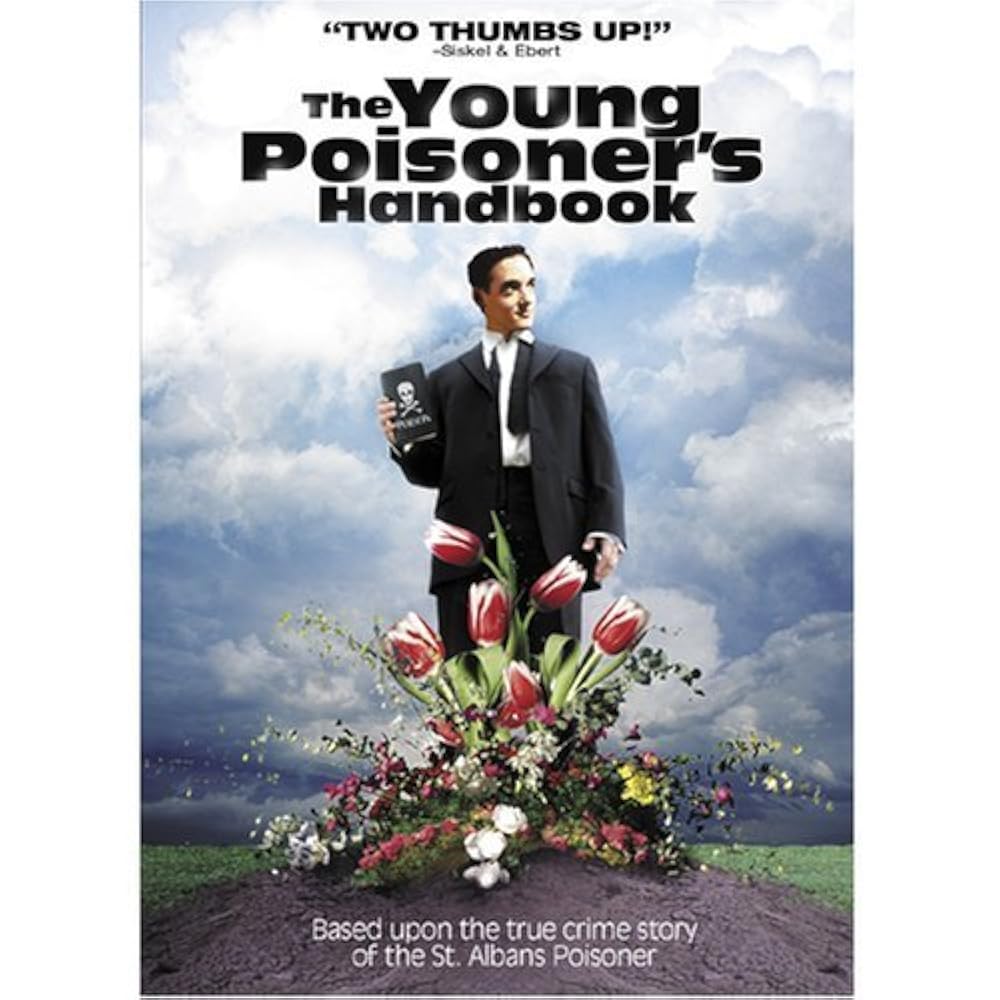 “TWO THUMBS UP!”
–Siskel & Ebert
The Young
Poisoner's
Handbook
POISON
Based upon the true crime story
of the St. Albans Poisoner